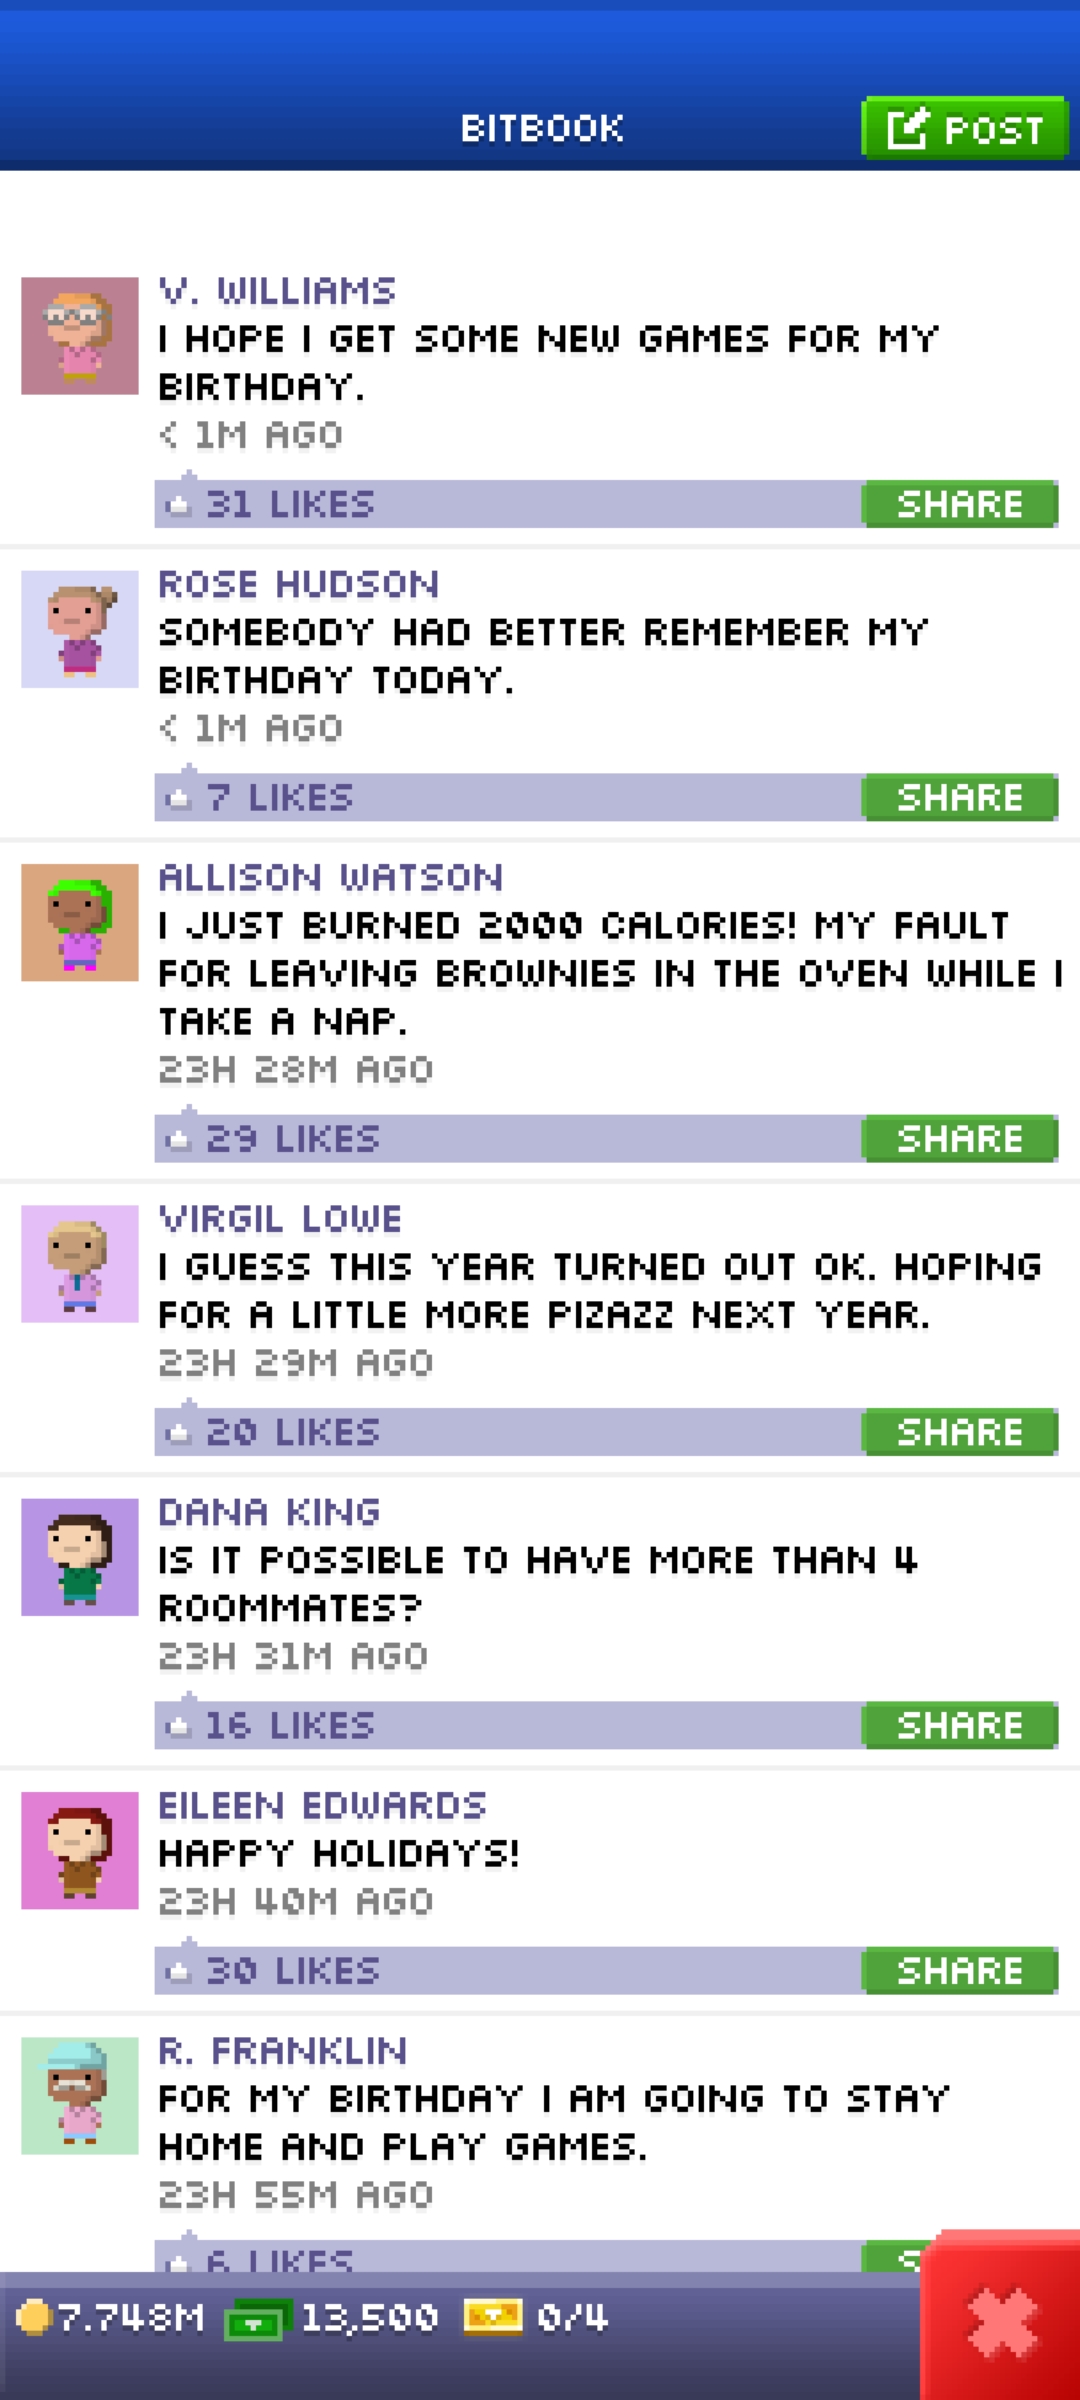 BITBOOK
POST
V. WILLIAMS
I HOPE I GET SOME NEW GAMES FOR MY
BIRTHDAY.
< 1M AGO
31 LIKES
SHARE
ROSE HUDSON
SOMEBODY HAD BETTER REMEMBER MY
BIRTHDAY TODAY.
< 1M AGO
7 LIKES
SHARE
ALLISON WATSON
I JUST BURNED 2000 CALORIES! MY FAULT
FOR LEAVING BROWNIES IN THE OVEN WHILE I
TAKE A NAP.
23H 28M AGO
29 LIKES
SHARE
VIRGIL LOWE
I GUESS THIS YEAR TURNED OUT OK. HOPING
FOR A LITTLE MORE PIZAZZ NEXT YEAR.
23H 29M AGO
20 LIKES
SHARE
DANA KING
IS IT POSSIBLE TO HAVE MORE THAN 4
ROOMMATES?
23H 31M AGO
16 LIKES
SHARE
EILEEN EDWARDS
HAPPY HOLIDAYS!
23H 40M AGO
30 LIKES
SHARE
R. FRANKLIN
FOR MY BIRTHDAY I AM GOING TO STAY
HOME AND PLAY GAMES.
23H 55M AGO
6 LIKES
7.748M
13,500
0/4